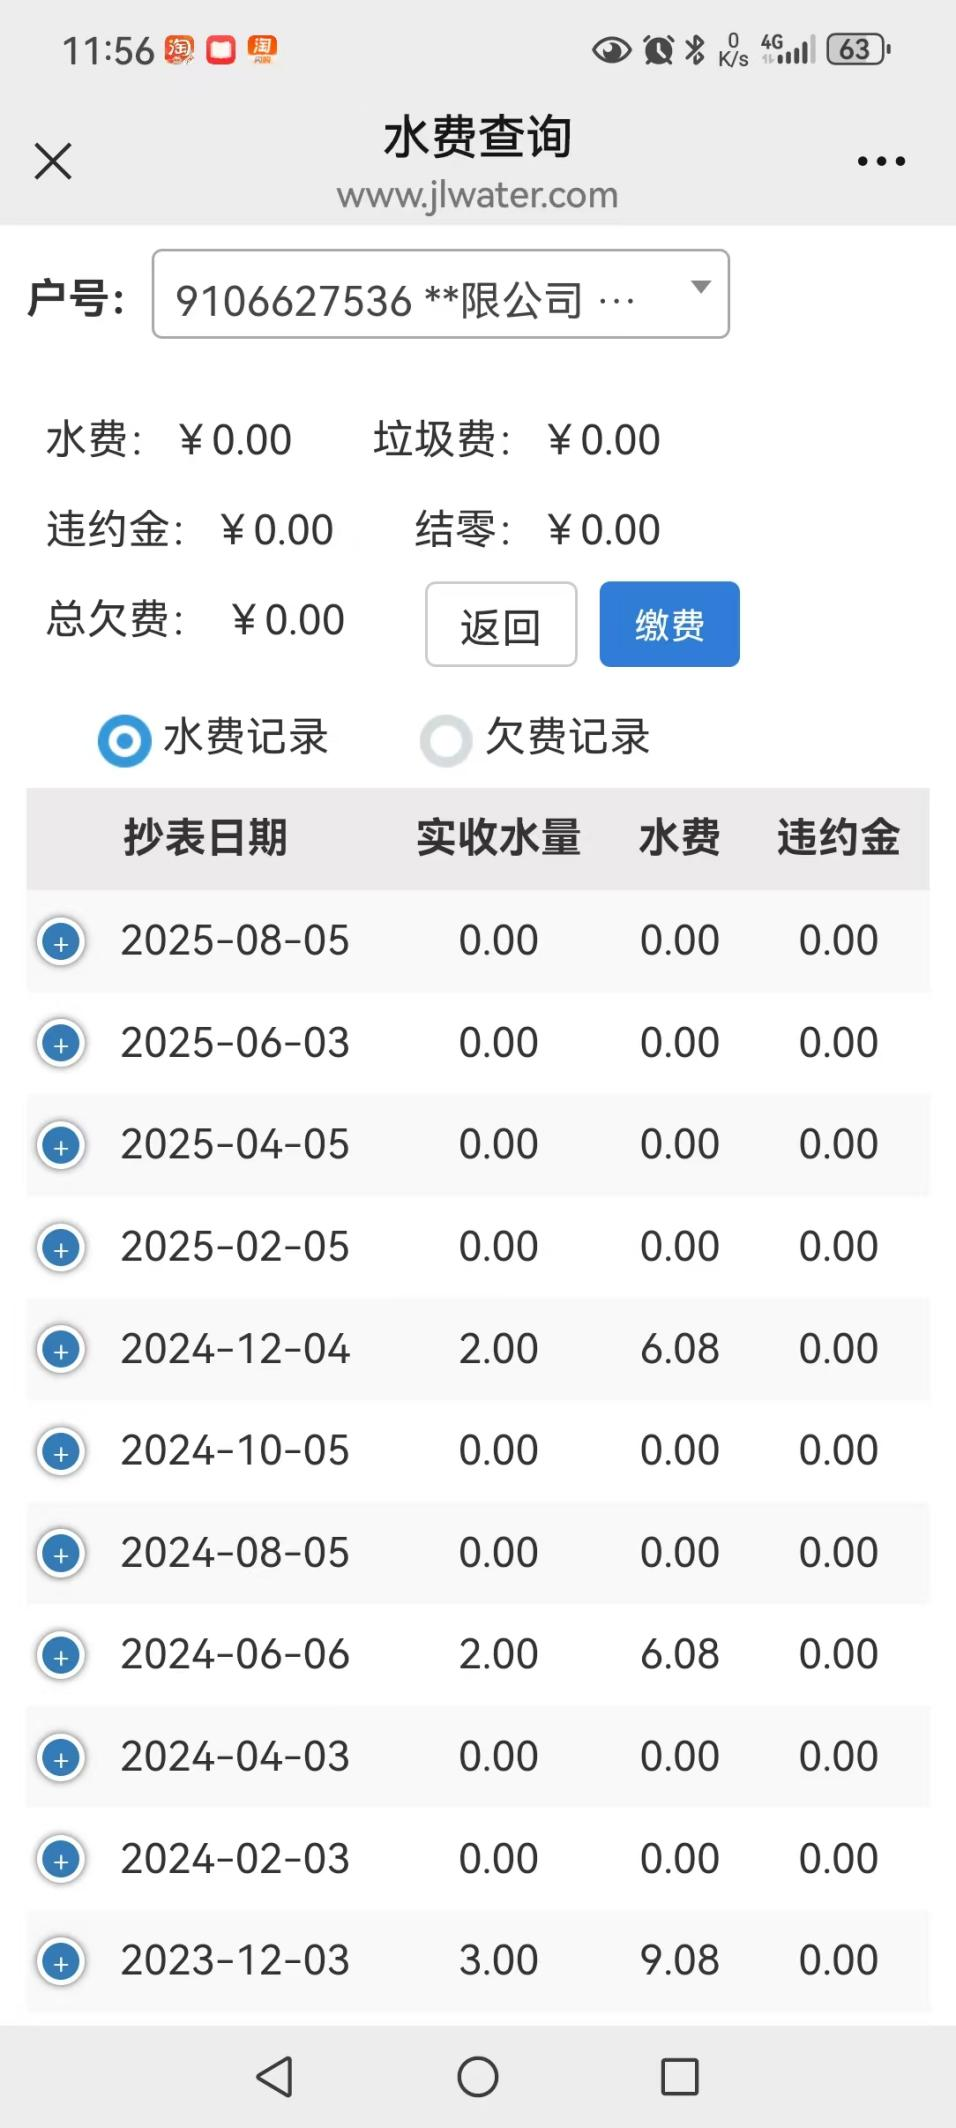 11:56 淘 淘 闪购 0 K/s 4G 63
水费查询
www.jlwater.com
户号： 9106627536 **限公司 ···
水费： ￥0.00 垃圾费： ￥0.00
违约金： ￥0.00 结零： ￥0.00
总欠费： ￥0.00 返回 缴费
水费记录 欠费记录
抄表日期 实收水量 水费 违约金
+ 2025-08-05 0.00 0.00 0.00
+ 2025-06-03 0.00 0.00 0.00
+ 2025-04-05 0.00 0.00 0.00
+ 2025-02-05 0.00 0.00 0.00
+ 2024-12-04 2.00 6.08 0.00
+ 2024-10-05 0.00 0.00 0.00
+ 2024-08-05 0.00 0.00 0.00
+ 2024-06-06 2.00 6.08 0.00
+ 2024-04-03 0.00 0.00 0.00
+ 2024-02-03 0.00 0.00 0.00
+ 2023-12-03 3.00 9.08 0.00